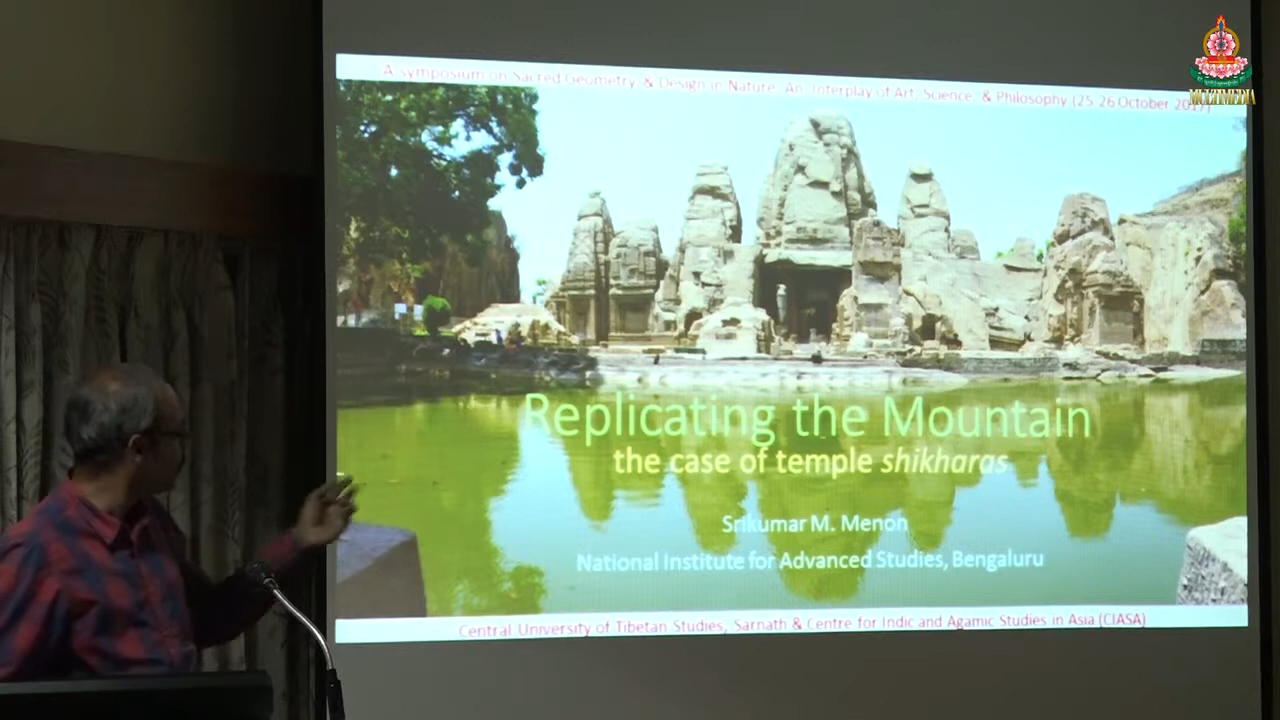 A symposium on Sacred Geometry & Design in Nature: An Interplay of Art, Science, & Philosophy (25-26 October 2017)
MULTIMEDIA
Replicating the Mountain
the case of temple shikharas
Srikumar M. Menon
National Institute for Advanced Studies, Bengaluru
Central University of Tibetan Studies, Sarnath & Centre for Indic and Agamic Studies in Asia (CIASA)